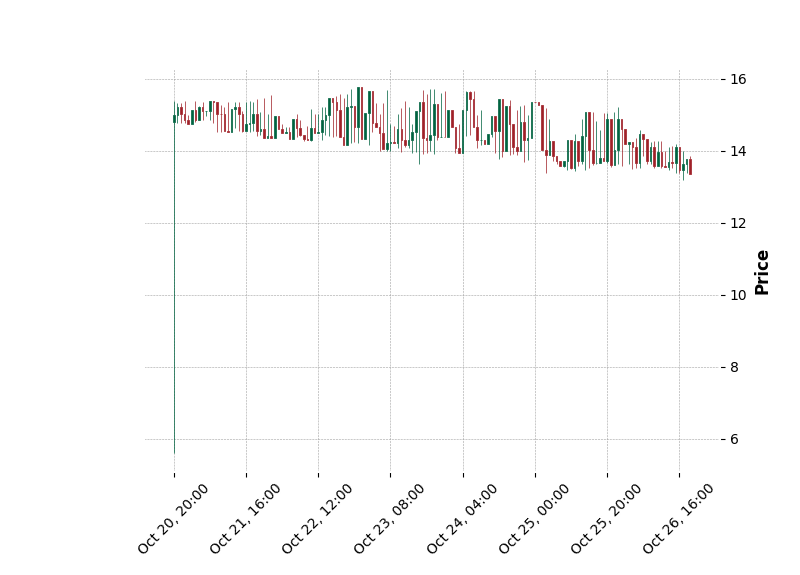 16
14
12
10
8
6
Price
Oct 20, 20:00
Oct 21, 16:00
Oct 22, 12:00
Oct 23, 08:00
Oct 24, 04:00
Oct 25, 00:00
Oct 25, 20:00
Oct 26, 16:00